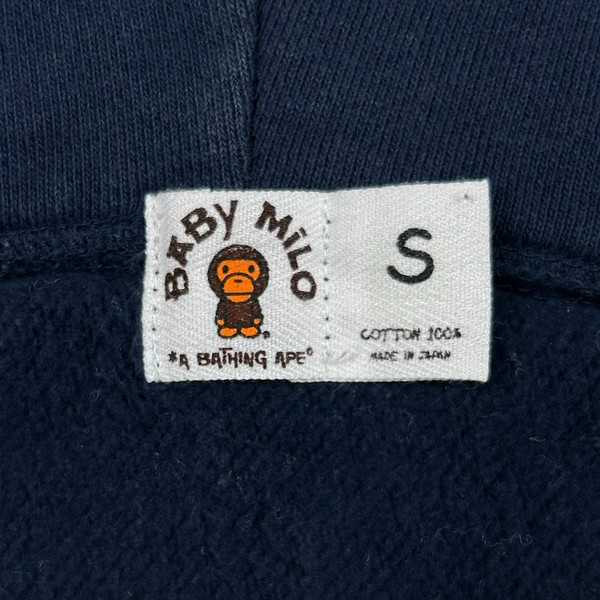 BABY MILO
*A BATHING APE®
S
COTTON 100%
MADE IN JAPAN